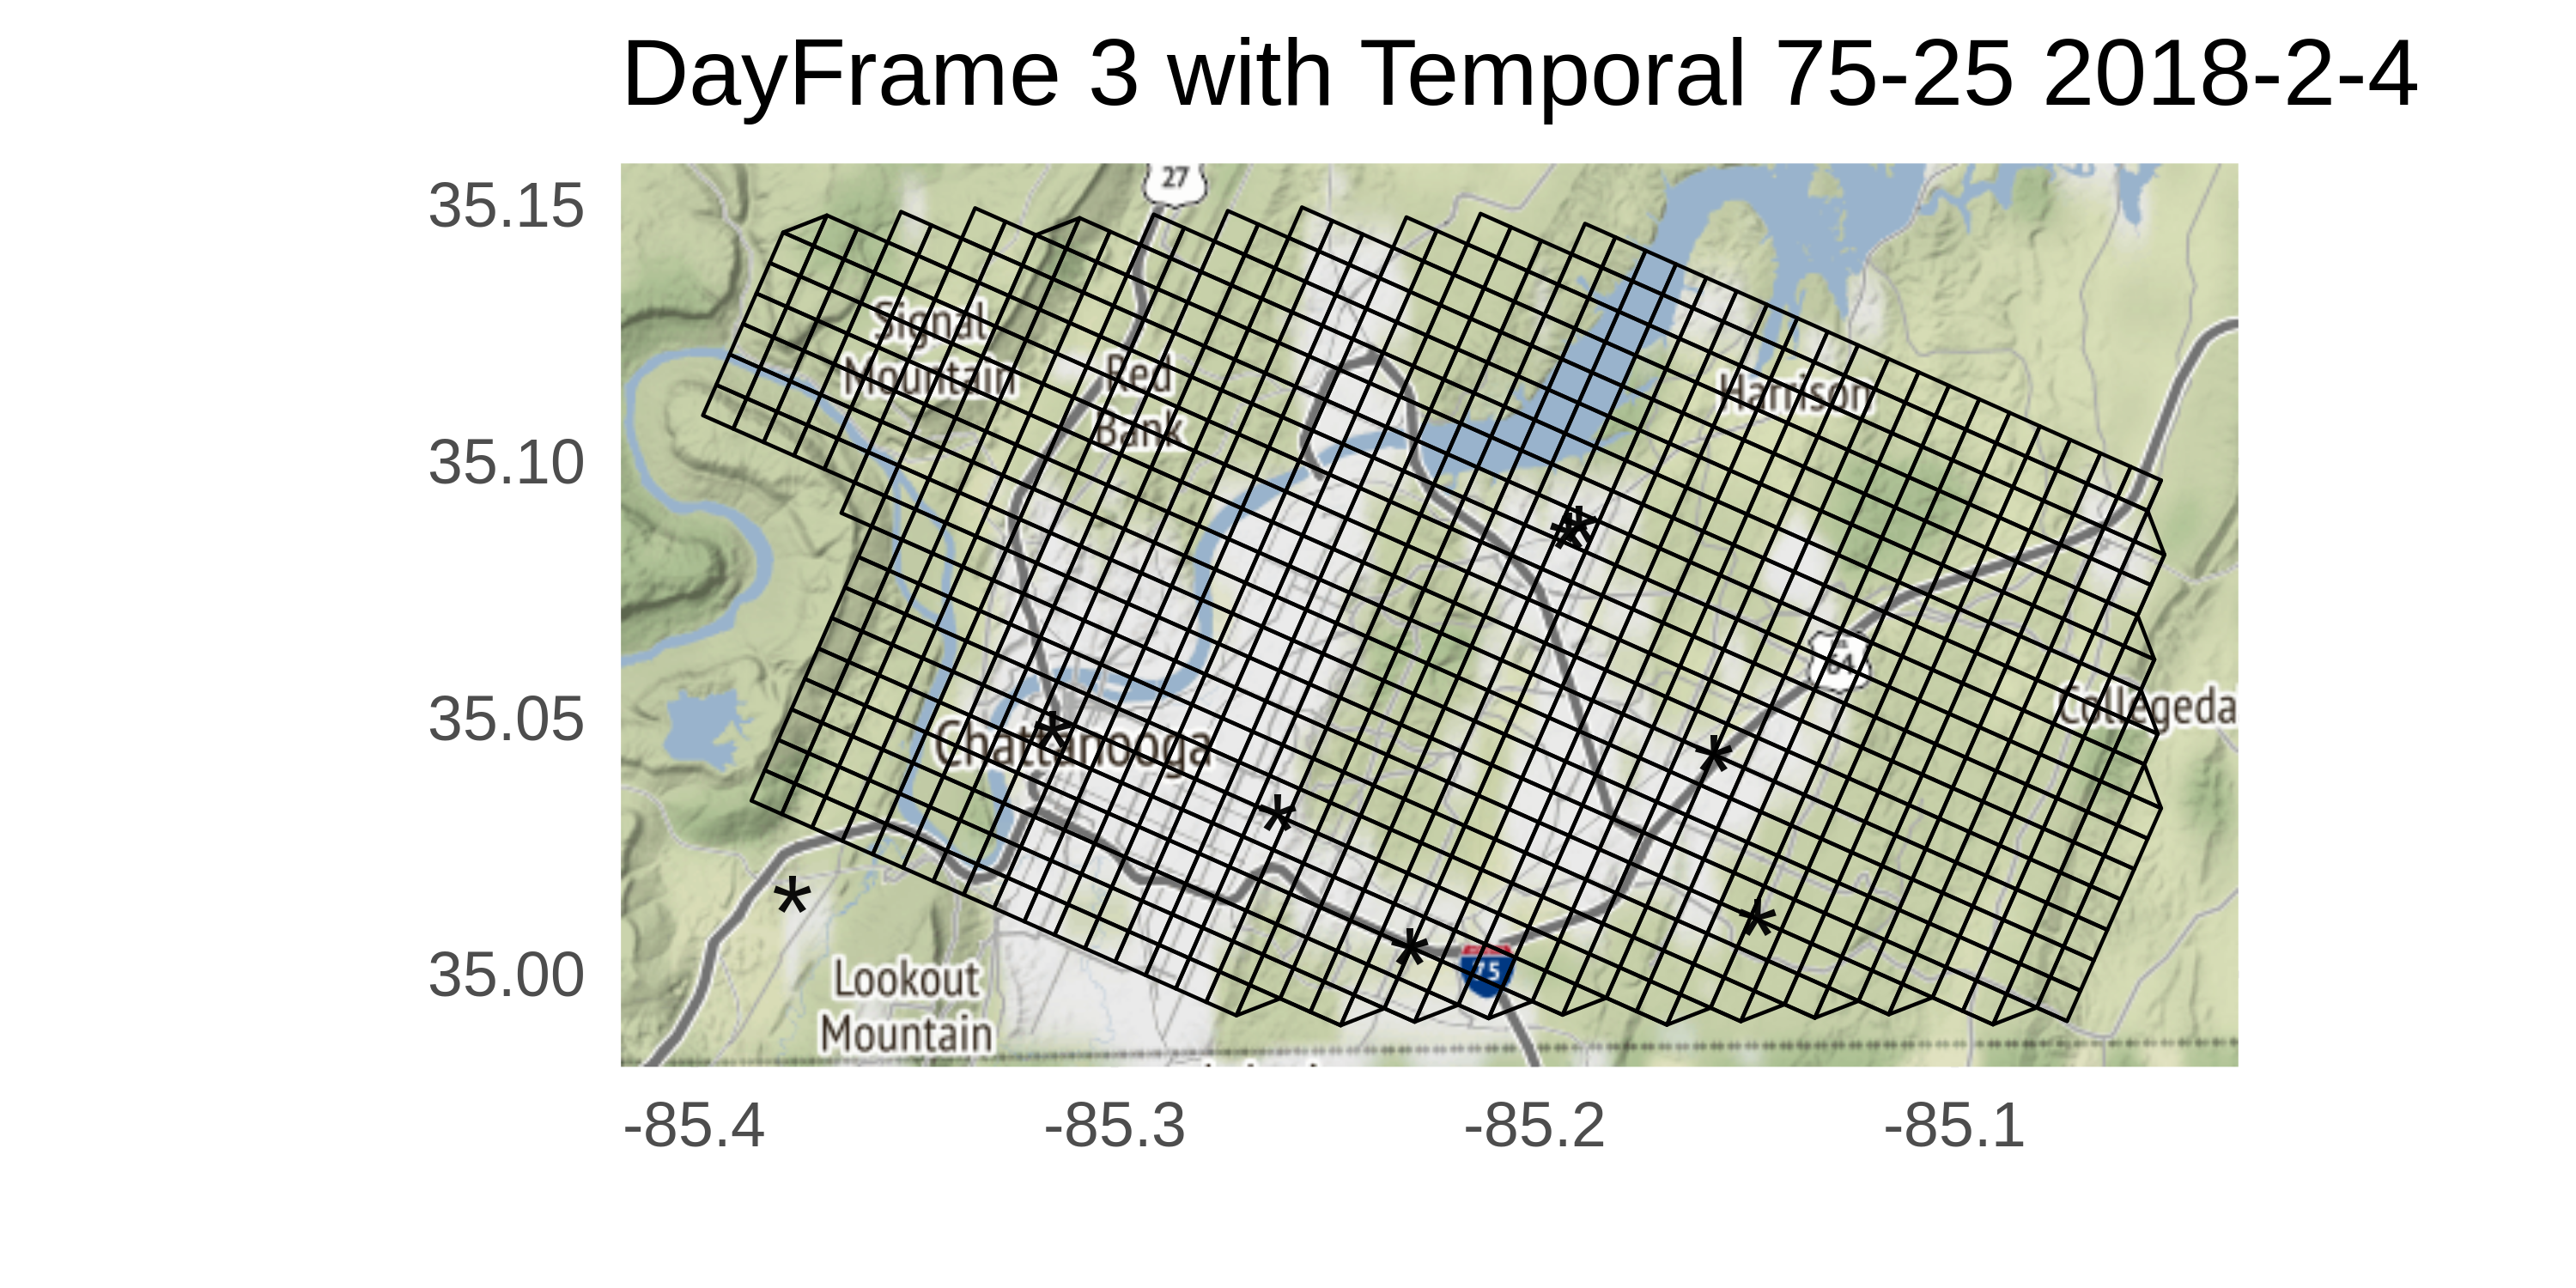 DayFrame 3 with Temporal 75-25 2018-2-4
35.15
35.10
35.05
35.00
27
Signal
Mountain
Red
Bank
Harrison
64
Collegeda
Chattanooga
75
Lookout
Mountain
-85.4
-85.3
-85.2
-85.1